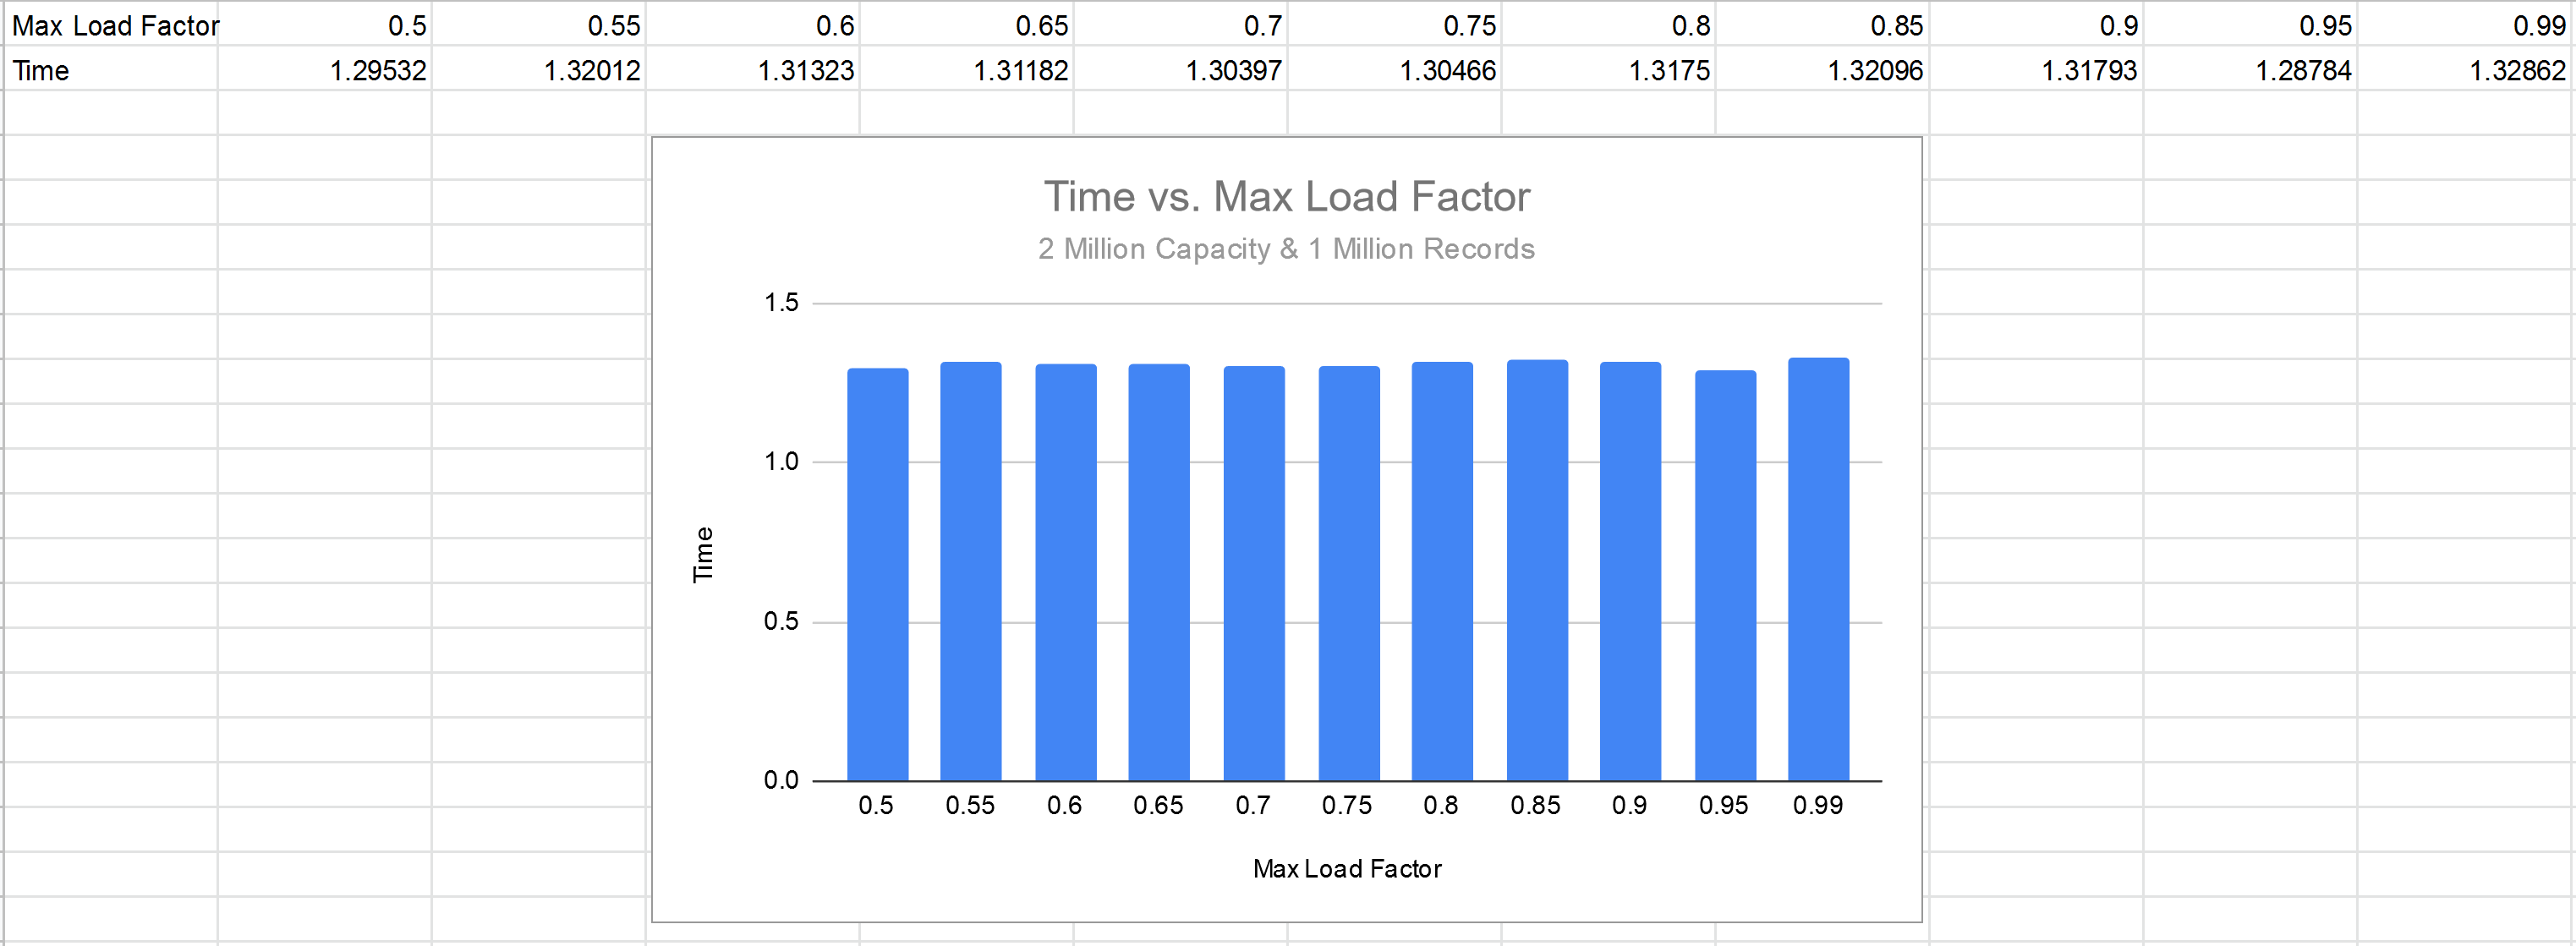 Max Load Factor 0.5 0.55 0.6 0.65 0.7 0.75 0.8 0.85 0.9 0.95 0.99
Time 1.29532 1.32012 1.31323 1.31182 1.30397 1.30466 1.3175 1.32096 1.31793 1.28784 1.32862
Time vs. Max Load Factor
2 Million Capacity & 1 Million Records
1.5
1.0
0.5
0.0
Time
0.5 0.55 0.6 0.65 0.7 0.75 0.8 0.85 0.9 0.95 0.99
Max Load Factor